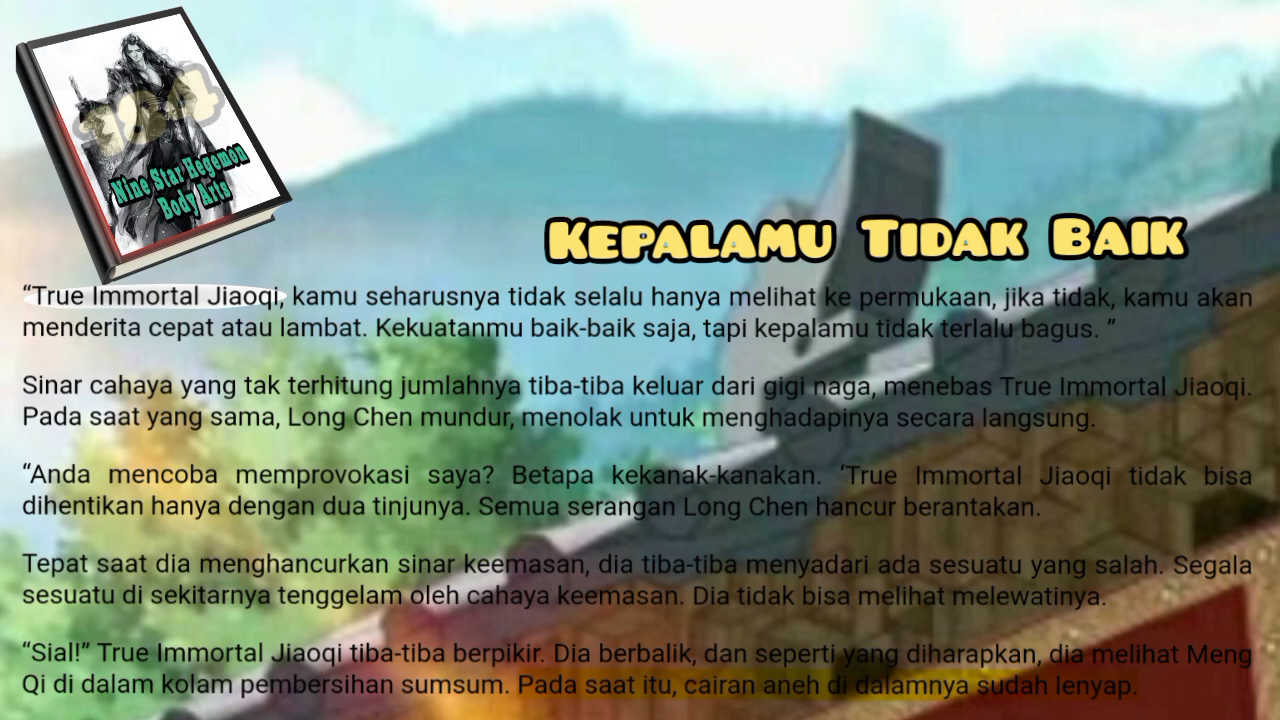 194
Nine Star Hegemon
Body Arts
Kepalamu Tidak Baik
“True Immortal Jiaoqi, kamu seharusnya tidak selalu hanya melihat ke permukaan, jika tidak, kamu akan
menderita cepat atau lambat. Kekuatanmu baik-baik saja, tapi kepalamu tidak terlalu bagus. ”
Sinar cahaya yang tak terhitung jumlahnya tiba-tiba keluar dari gigi naga, menebas True Immortal Jiaoqi.
Pada saat yang sama, Long Chen mundur, menolak untuk menghadapinya secara langsung.
“Anda mencoba memprovokasi saya? Betapa kekanak-kanakan. ‘True Immortal Jiaoqi tidak bisa
dihentikan hanya dengan dua tinjunya. Semua serangan Long Chen hancur berantakan.
Tepat saat dia menghancurkan sinar keemasan, dia tiba-tiba menyadari ada sesuatu yang salah. Segala
sesuatu di sekitarnya tenggelam oleh cahaya keemasan. Dia tidak bisa melihat melewatinya.
“Sial!” True Immortal Jiaoqi tiba-tiba berpikir. Dia berbalik, dan seperti yang diharapkan, dia melihat Meng
Qi di dalam kolam pembersihan sumsum. Pada saat itu, cairan aneh di dalamnya sudah lenyap.